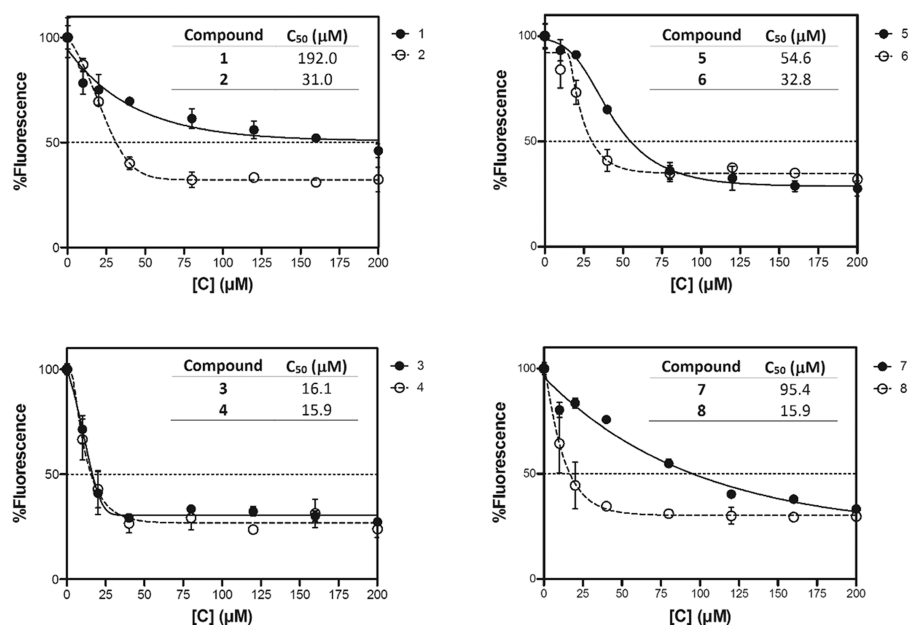 Compound C₅₀ (µM)
1 192.0
2 31.0
1
2
%Fluorescence
100
50
0
0 25 50 75 100 125 150 175 200
[C] (µM)
Compound C₅₀ (µM)
5 54.6
6 32.8
5
6
%Fluorescence
100
50
0
0 25 50 75 100 125 150 175 200
[C] (µM)
Compound C₅₀ (µM)
3 16.1
4 15.9
3
4
%Fluorescence
100
50
0
0 25 50 75 100 125 150 175 200
[C] (µM)
Compound C₅₀ (µM)
7 95.4
8 15.9
7
8
%Fluorescence
100
50
0
0 25 50 75 100 125 150 175 200
[C] (µM)